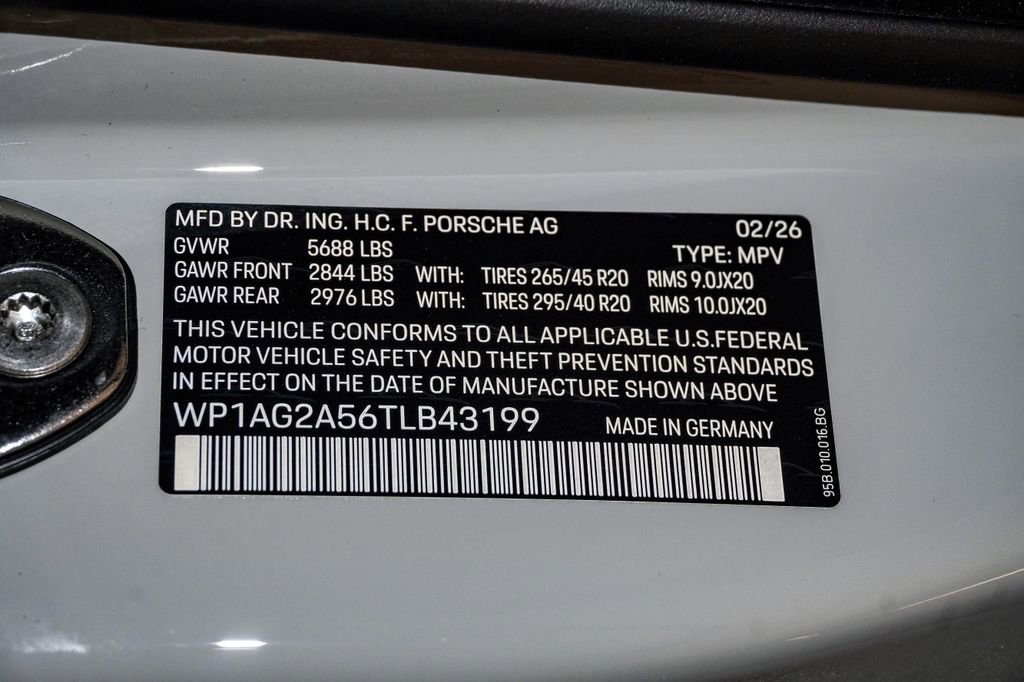 MFD BY DR. ING. H.C. F. PORSCHE AG 02/26
GVWR 5688 LBS TYPE: MPV
GAWR FRONT 2844 LBS WITH: TIRES 265/45 R20 RIMS 9.0JX20
GAWR REAR 2976 LBS WITH: TIRES 295/40 R20 RIMS 10.0JX20
THIS VEHICLE CONFORMS TO ALL APPLICABLE U.S.FEDERAL
MOTOR VEHICLE SAFETY AND THEFT PREVENTION STANDARDS
IN EFFECT ON THE DATE OF MANUFACTURE SHOWN ABOVE
WP1AG2A56TLB43199 MADE IN GERMANY
95B.010.016.BG